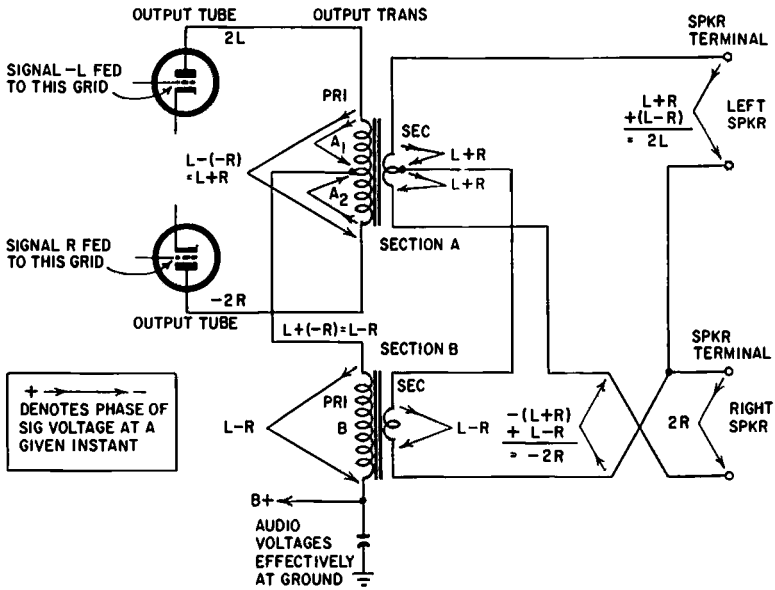 OUTPUT TUBE
OUTPUT TRANS
2L
SPKR
TERMINAL
SIGNAL -L FED
TO THIS GRID
PRI
SEC
A1
L+R
L+R
L-(-R)
=L+R
A2
L+R
+(L-R)
= 2L
LEFT
SPKR
SIGNAL R FED
TO THIS GRID
SECTION A
-2R
OUTPUT TUBE
L+(-R)=L-R
SECTION B
SPKR
TERMINAL
+ -
DENOTES PHASE OF
SIG VOLTAGE AT A
GIVEN INSTANT
PRI
B
SEC
L-R
L-R
-(L+R)
+ L-R
= -2R
2R
RIGHT
SPKR
B+
AUDIO
VOLTAGES
EFFECTIVELY
AT GROUND